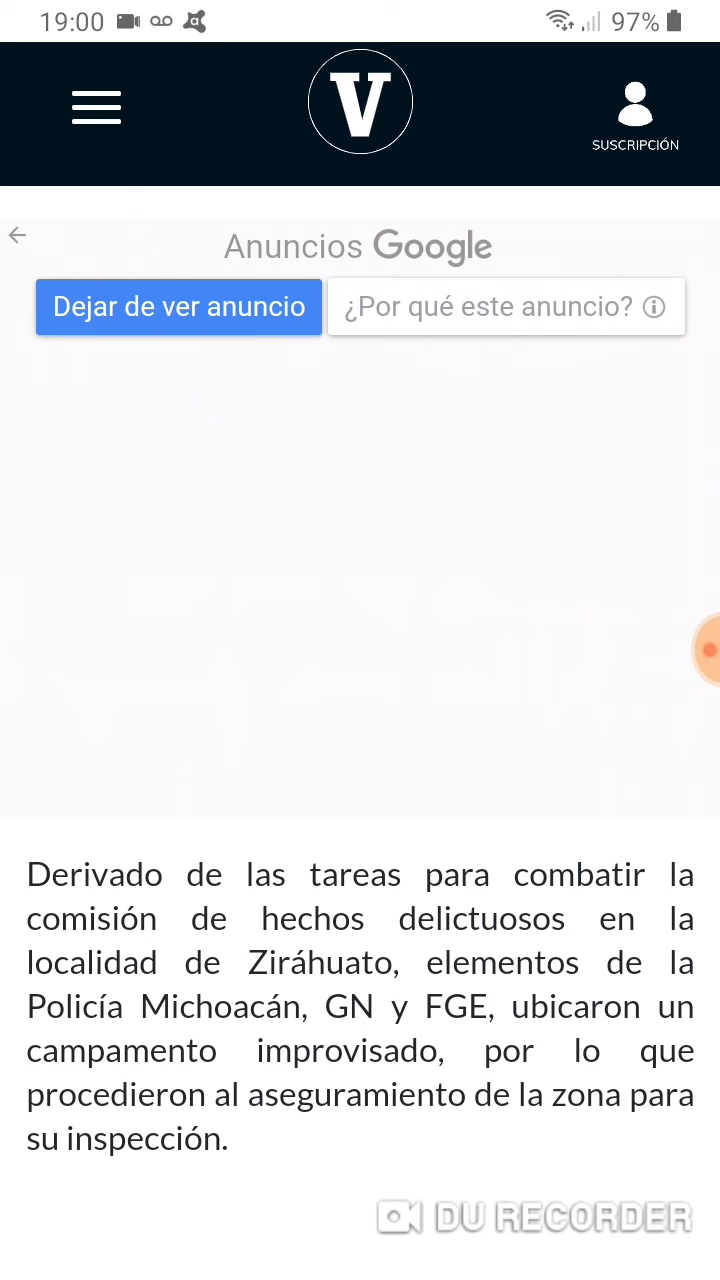 19:00 97%
V
SUSCRIPCIÓN
Anuncios Google
Dejar de ver anuncio ¿Por qué este anuncio?
Derivado de las tareas para combatir la
comisión de hechos delictuosos en la
localidad de Ziráhuato, elementos de la
Policía Michoacán, GN y FGE, ubicaron un
campamento improvisado, por lo que
procedieron al aseguramiento de la zona para
su inspección.
DU RECORDER